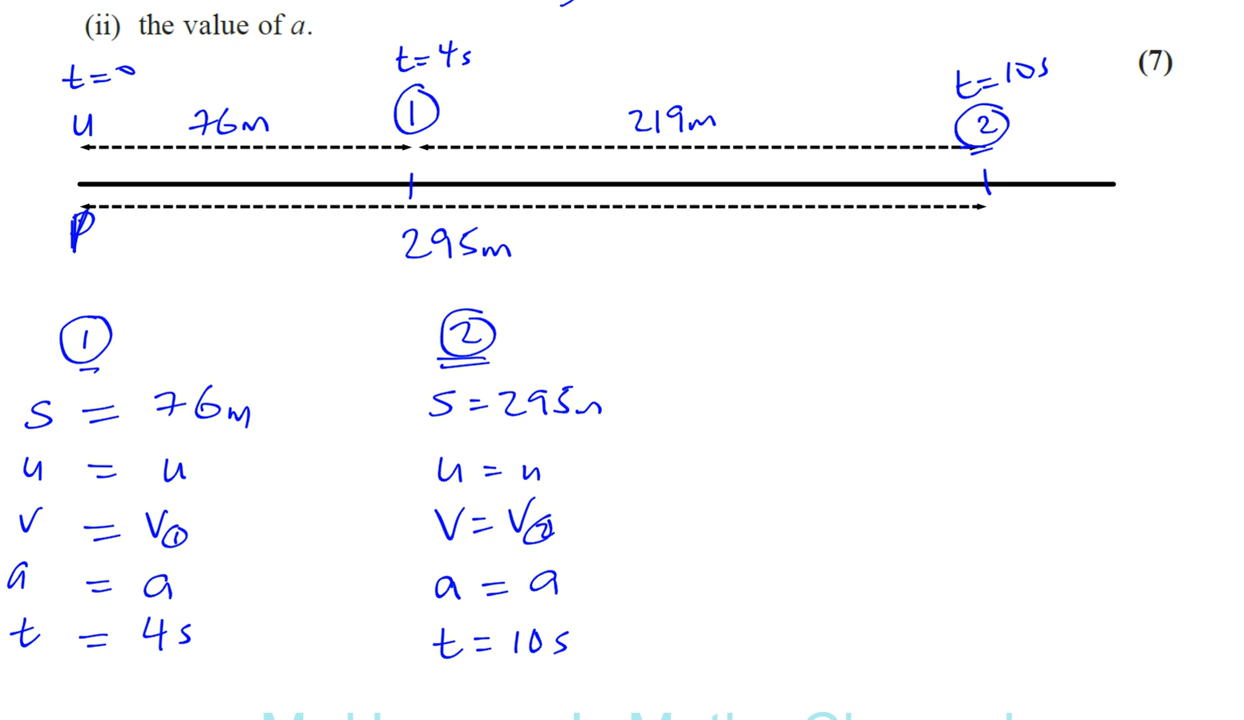 (ii) the value of a.
(7)
t=0 t=4s t=10s
u 76m ① 219m ②
P
295m
① ②
s = 76m s = 295m
u = u u = u
v = v① v = v②
a = a a = a
t = 4s t = 10s